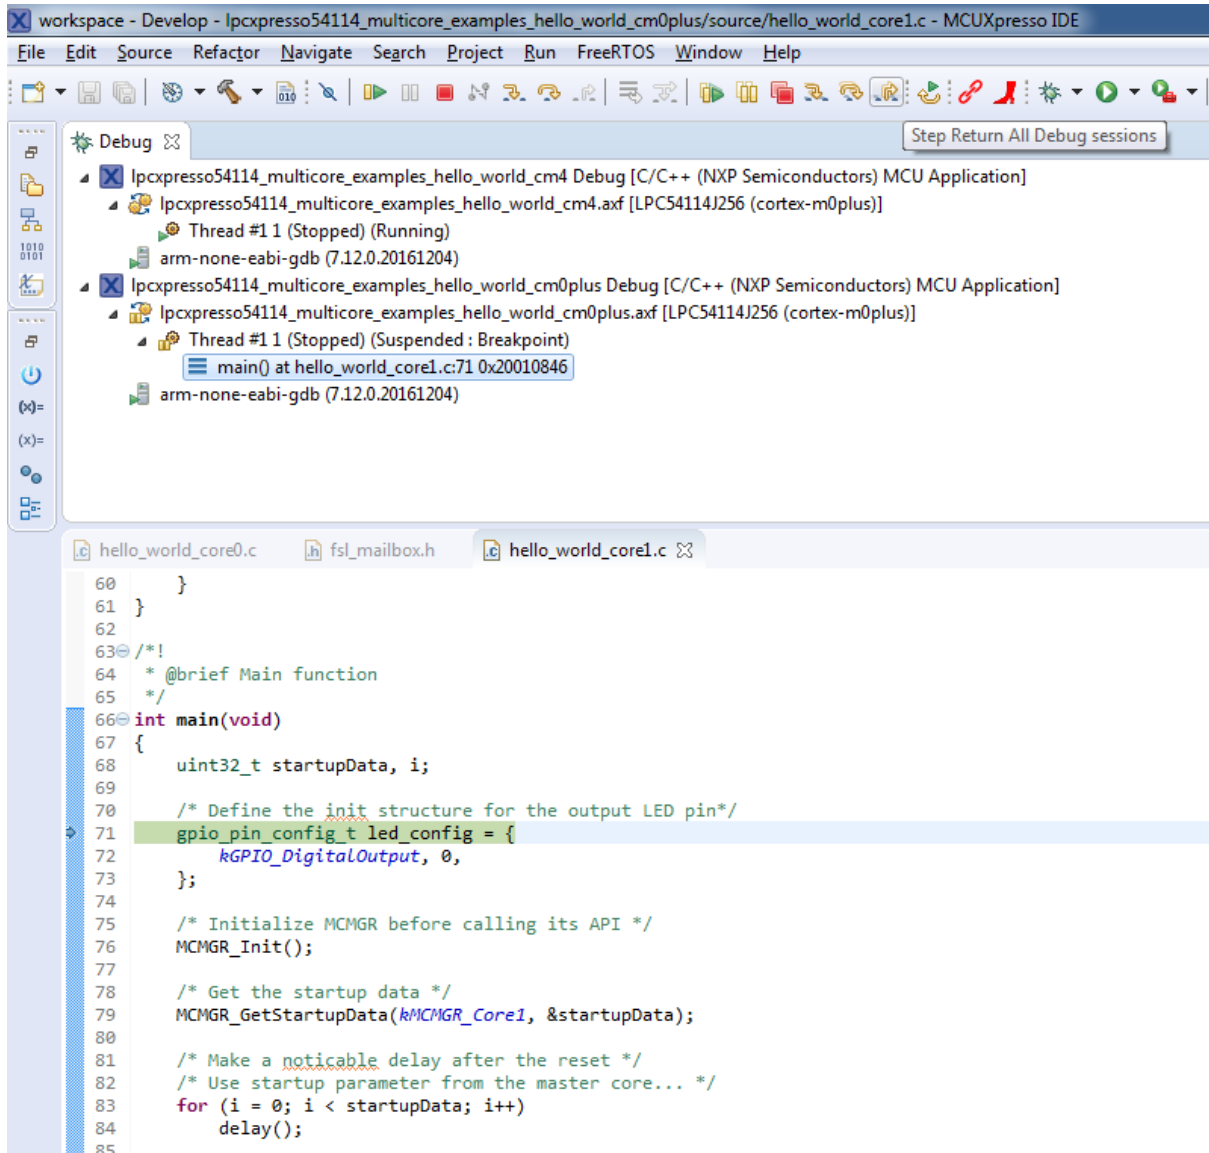 workspace - Develop - lpcxpresso54114_multicore_examples_hello_world_cm0plus/source/hello_world_core1.c - MCUXpresso IDE
File Edit Source Refactor Navigate Search Project Run FreeRTOS Window Help
010
Step Return All Debug sessions
Debug
lpcxpresso54114_multicore_examples_hello_world_cm4 Debug [C/C++ (NXP Semiconductors) MCU Application]
lpcxpresso54114_multicore_examples_hello_world_cm4.axf [LPC54114J256 (cortex-m0plus)]
Thread #1 1 (Stopped) (Running)
arm-none-eabi-gdb (7.12.0.20161204)
lpcxpresso54114_multicore_examples_hello_world_cm0plus Debug [C/C++ (NXP Semiconductors) MCU Application]
lpcxpresso54114_multicore_examples_hello_world_cm0plus.axf [LPC54114J256 (cortex-m0plus)]
Thread #1 1 (Stopped) (Suspended : Breakpoint)
main() at hello_world_core1.c:71 0x20010846
arm-none-eabi-gdb (7.12.0.20161204)
1010
0101
(x)=
(x)=
.c hello_world_core0.c .h fsl_mailbox.h .c hello_world_core1.c
60 }
61 }
62
63 /*!
64 * @brief Main function
65 */
66 int main(void)
67 {
68 uint32_t startupData, i;
69
70 /* Define the init structure for the output LED pin*/
71 gpio_pin_config_t led_config = {
72 kGPIO_DigitalOutput, 0,
73 };
74
75 /* Initialize MCMGR before calling its API */
76 MCMGR_Init();
77
78 /* Get the startup data */
79 MCMGR_GetStartupData(kMCMGR_Core1, &startupData);
80
81 /* Make a noticable delay after the reset */
82 /* Use startup parameter from the master core... */
83 for (i = 0; i < startupData; i++)
84 delay();
85